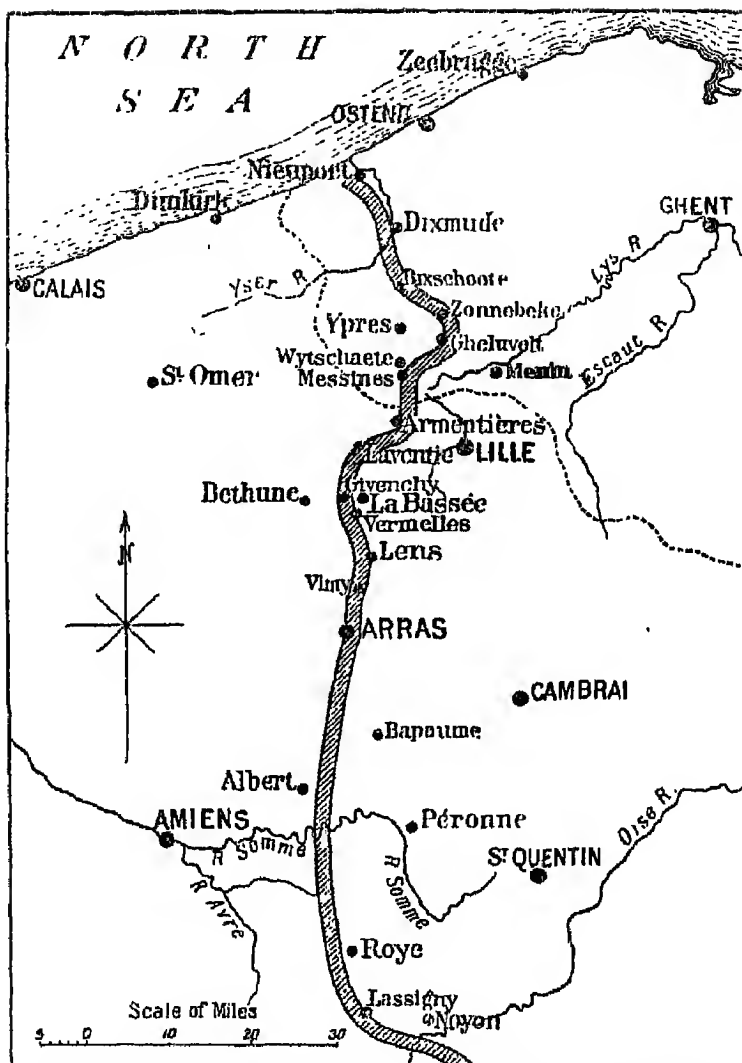 NORTH
SEA
Zeebrugge
OSTEND
Nieuport
Dunkirk
Dixmude
GHENT
CALAIS
Yser R
Bixschoote
Lys R
Zonnebeke
Ypres
Gheluvelt
Escaut R
Wytschaete
Messines
Menin
St. Omer
Armentières
LILLE
Laventie
Givenchy
Bethune
La Bassée
Vermelles
Lens
N
Vimy
ARRAS
CAMBRAI
Bapaume
Albert
AMIENS
Péronne
Oise R.
R Somme
ST QUENTIN
R Somme
R Avre
Roye
Lassigny
Noyon
Scale of Miles
5 0 10 20 30